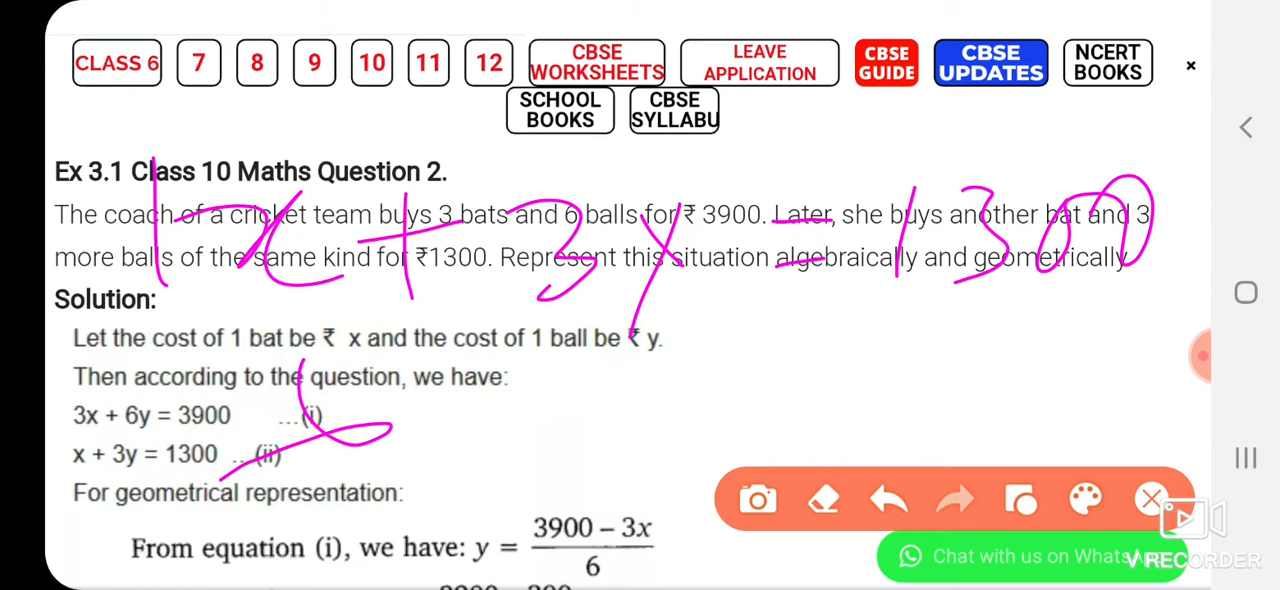 CLASS 6 7 8 9 10 11 12 CBSE WORKSHEETS LEAVE APPLICATION CBSE GUIDE CBSE UPDATES NCERT BOOKS ×
SCHOOL BOOKS CBSE SYLLABU
Ex 3.1 Class 10 Maths Question 2.
The coach of a cricket team buys 3 bats and 6 balls for ₹ 3900. Later, she buys another bat and 3
more balls of the same kind for ₹1300. Represent this situation algebraically and geometrically
1x + 3y = 1300
Solution:
Let the cost of 1 bat be ₹ x and the cost of 1 ball be ₹ y.
Then according to the question, we have:
3x + 6y = 3900 ...(i)
x + 3y = 1300 ...(ii)
For geometrical representation:
From equation (i), we have: y = (3900 – 3x)/6
Chat with us on Whats
V RECORDER